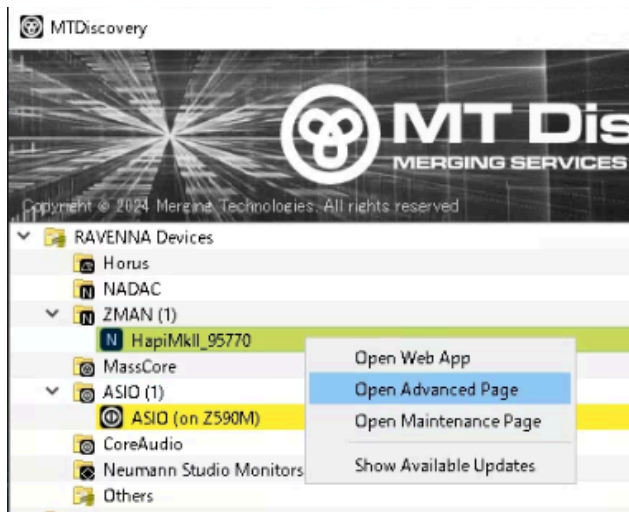 MTDiscovery
MT Dis
MERGING SERVICES
Copyright © 2024 Merging Technologies. All rights reserved
RAVENNA Devices
Horus
NADAC
ZMAN (1)
HapiMkII_95770
MassCore
ASIO (1)
ASIO (on Z590M)
CoreAudio
Neumann Studio Monitors
Others
Open Web App
Open Advanced Page
Open Maintenance Page
Show Available Updates